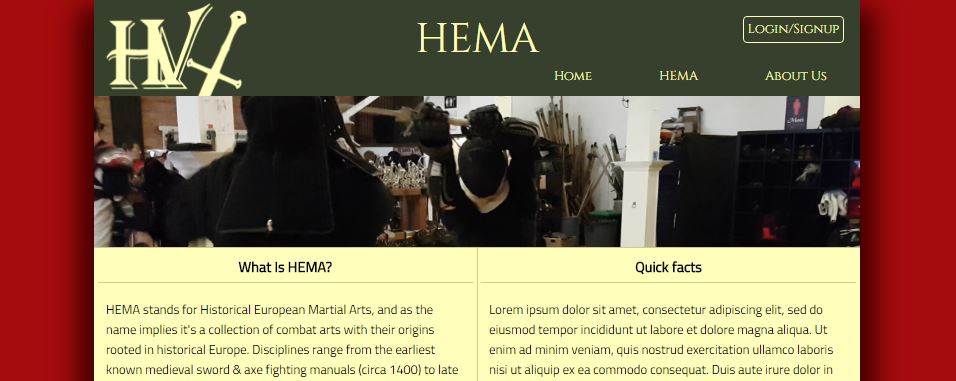 HV
HEMA
Login/Signup
Home HEMA About Us
What Is HEMA?
HEMA stands for Historical European Martial Arts, and as the
name implies it's a collection of combat arts with their origins
rooted in historical Europe. Disciplines range from the earliest
known medieval sword & axe fighting manuals (circa 1400) to late
Quick facts
Lorem ipsum dolor sit amet, consectetur adipiscing elit, sed do
eiusmod tempor incididunt ut labore et dolore magna aliqua. Ut
enim ad minim veniam, quis nostrud exercitation ullamco laboris
nisi ut aliquip ex ea commodo consequat. Duis aute irure dolor in